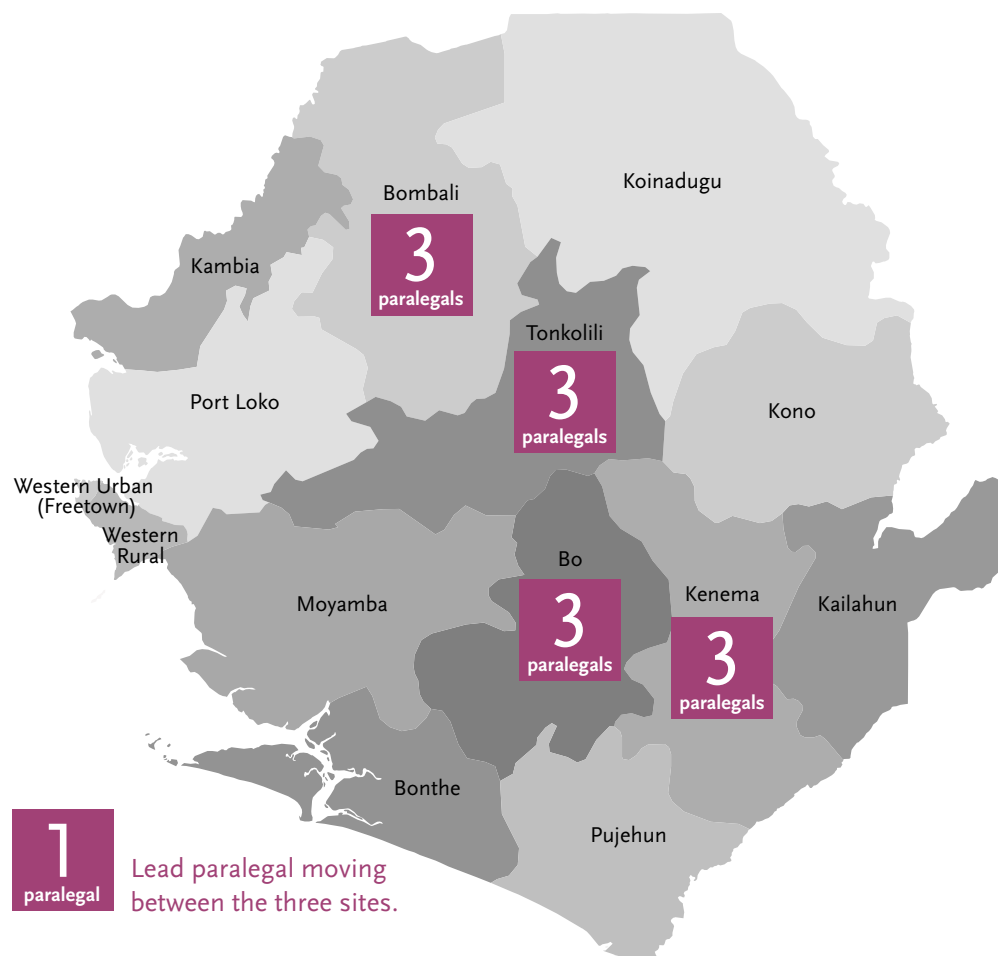 Koinadugu
Bombali
3
paralegals
Kambia
Tonkolili
3
paralegals
Port Loko
Kono
Western Urban
(Freetown)
Western
Rural
Bo
3
paralegals
Kenema
3
paralegals
Kailahun
Moyamba
Bonthe
Pujehun
1
paralegal
Lead paralegal moving
between the three sites.